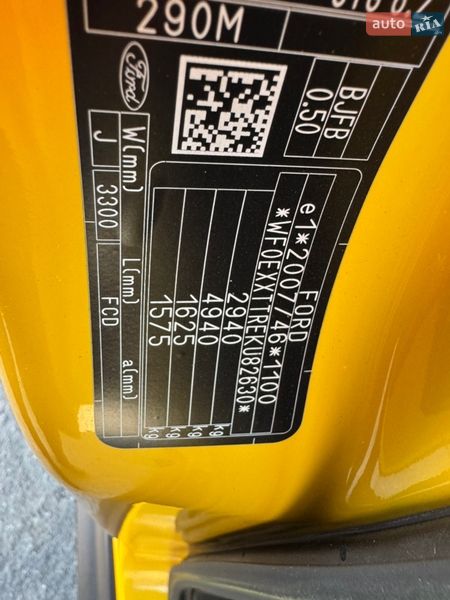 FORD
e1*2007/46*1100
*WF0EXXTTREKU82630*
2940 kg
4940 kg
1625 kg
1575 kg
BJFB
0.50
290M
Ford
W(mm) L(mm) a(mm)
J 3300 FCD
auto RIA